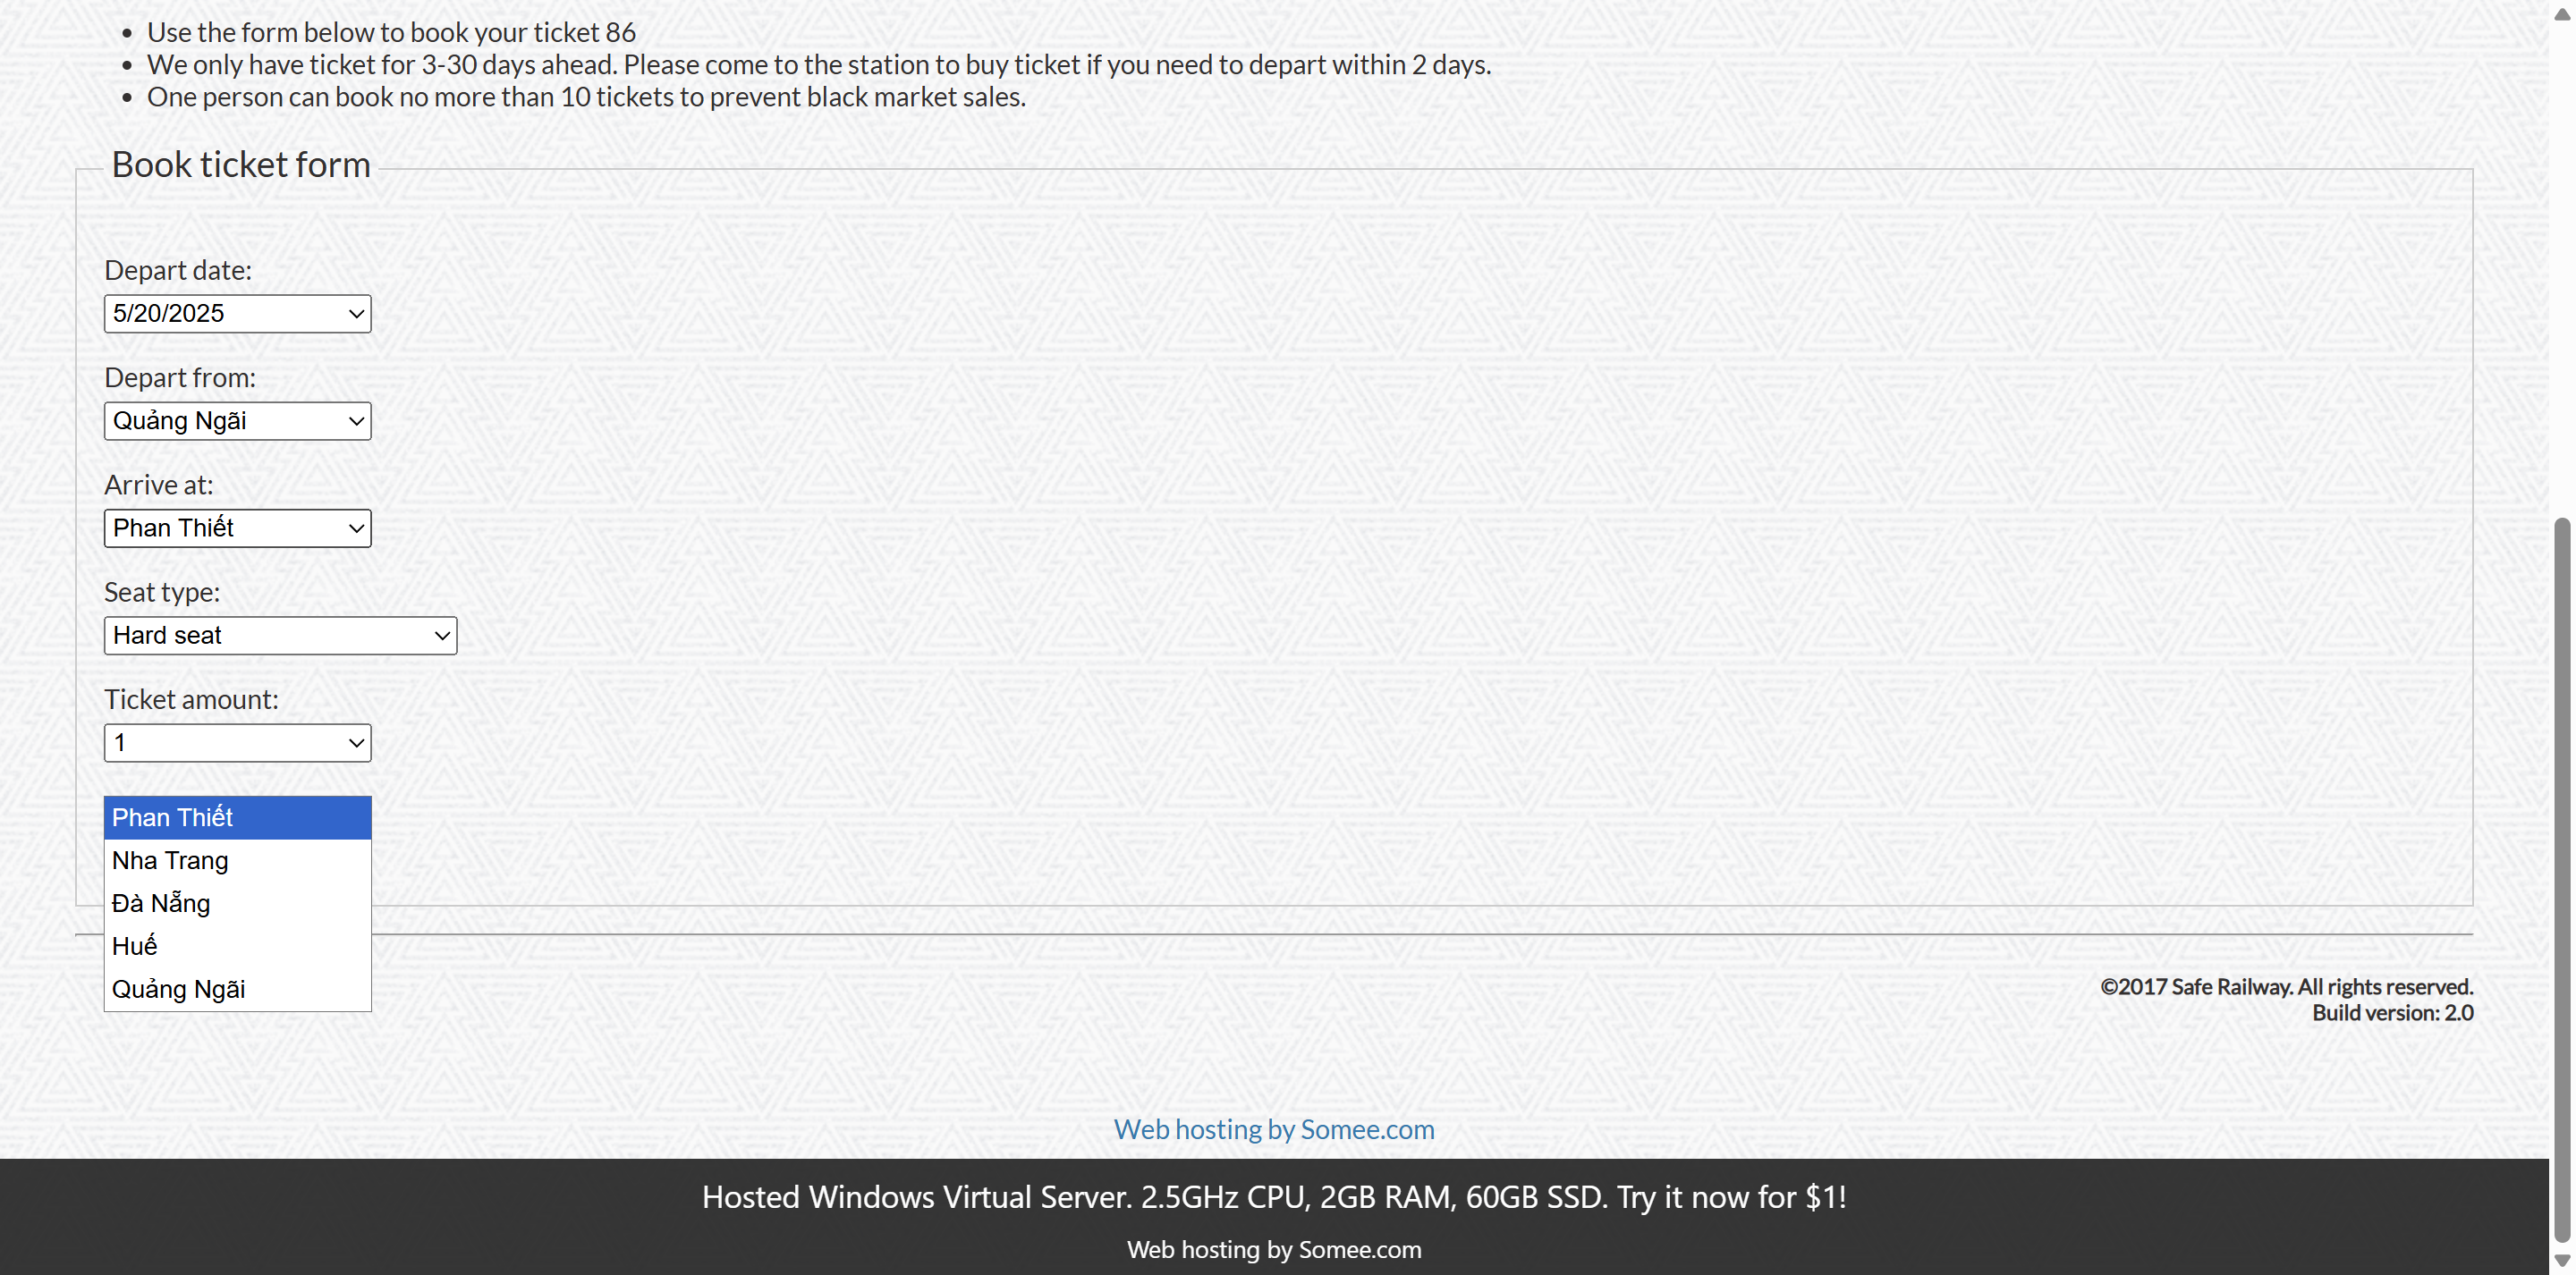 Use the form below to book your ticket 86
We only have ticket for 3-30 days ahead. Please come to the station to buy ticket if you need to depart within 2 days.
One person can book no more than 10 tickets to prevent black market sales.
Book ticket form
Depart date:
5/20/2025
Depart from:
Quảng Ngãi
Arrive at:
Phan Thiết
Seat type:
Hard seat
Ticket amount:
1
Phan Thiết
Nha Trang
Đà Nẵng
Huế
Quảng Ngãi
©2017 Safe Railway. All rights reserved.
Build version: 2.0
Web hosting by Somee.com
Hosted Windows Virtual Server. 2.5GHz CPU, 2GB RAM, 60GB SSD. Try it now for $1!
Web hosting by Somee.com